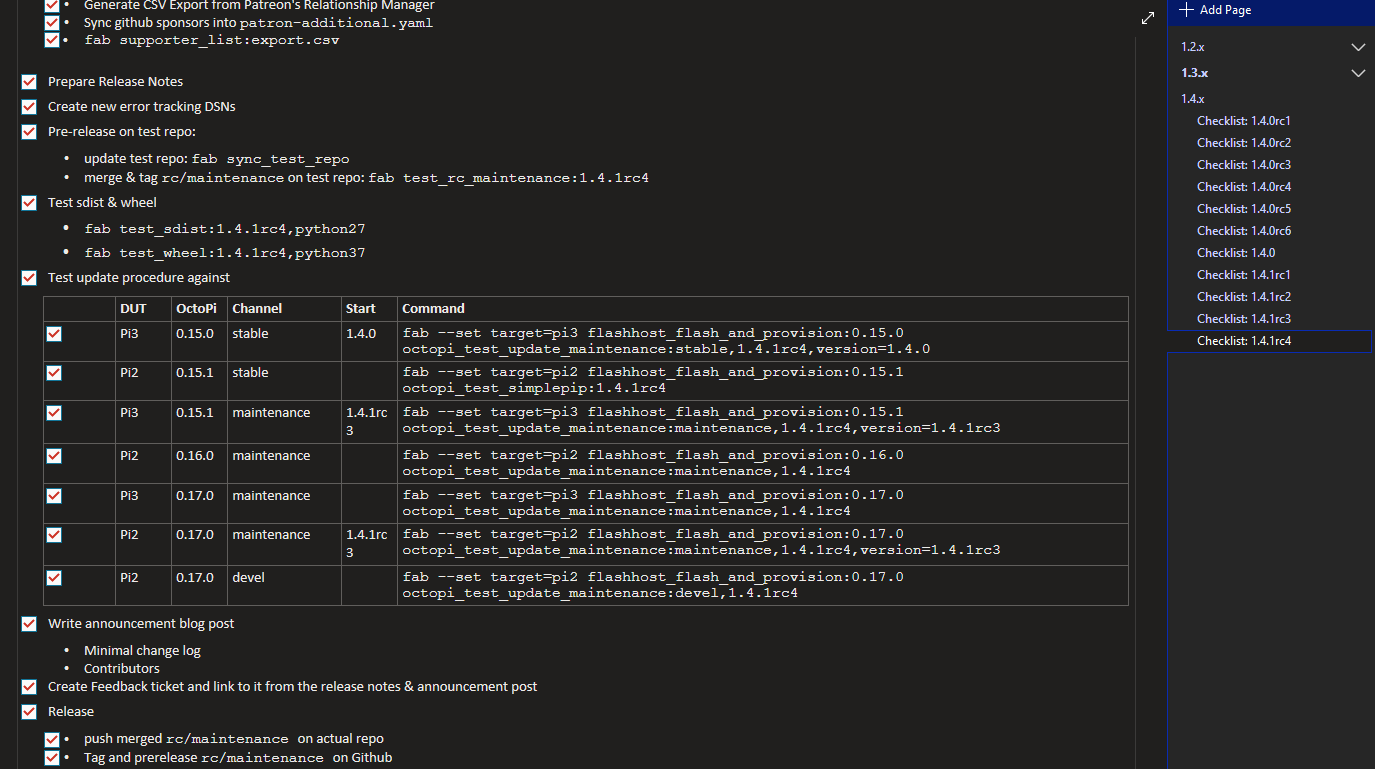 Generate CSV Export from Patreon's Relationship Manager
Sync github sponsors into patron-additional.yaml
fab supporter_list:export.csv
Prepare Release Notes
Create new error tracking DSNs
Pre-release on test repo:
update test repo: fab sync_test_repo
merge & tag rc/maintenance on test repo: fab test_rc_maintenance:1.4.1rc4
Test sdist & wheel
fab test_sdist:1.4.1rc4,python27
fab test_wheel:1.4.1rc4,python37
Test update procedure against
DUT OctoPi Channel Start Command
Pi3 0.15.0 stable 1.4.0 fab --set target=pi3 flashhost_flash_and_provision:0.15.0
octopi_test_update_maintenance:stable,1.4.1rc4,version=1.4.0
Pi2 0.15.1 stable fab --set target=pi2 flashhost_flash_and_provision:0.15.1
octopi_test_simplepip:1.4.1rc4
Pi3 0.15.1 maintenance 1.4.1rc fab --set target=pi3 flashhost_flash_and_provision:0.15.1
3 octopi_test_update_maintenance:maintenance,1.4.1rc4,version=1.4.1rc3
Pi2 0.16.0 maintenance fab --set target=pi2 flashhost_flash_and_provision:0.16.0
octopi_test_update_maintenance:maintenance,1.4.1rc4
Pi3 0.17.0 maintenance fab --set target=pi3 flashhost_flash_and_provision:0.17.0
octopi_test_update_maintenance:maintenance,1.4.1rc4
Pi2 0.17.0 maintenance 1.4.1rc fab --set target=pi2 flashhost_flash_and_provision:0.17.0
3 octopi_test_update_maintenance:maintenance,1.4.1rc4,version=1.4.1rc3
Pi2 0.17.0 devel fab --set target=pi2 flashhost_flash_and_provision:0.17.0
octopi_test_update_maintenance:devel,1.4.1rc4
Write announcement blog post
Minimal change log
Contributors
Create Feedback ticket and link to it from the release notes & announcement post
Release
push merged rc/maintenance on actual repo
Tag and prerelease rc/maintenance on Github
Add Page
1.2.x
1.3.x
1.4.x
Checklist: 1.4.0rc1
Checklist: 1.4.0rc2
Checklist: 1.4.0rc3
Checklist: 1.4.0rc4
Checklist: 1.4.0rc5
Checklist: 1.4.0rc6
Checklist: 1.4.0
Checklist: 1.4.1rc1
Checklist: 1.4.1rc2
Checklist: 1.4.1rc3
Checklist: 1.4.1rc4